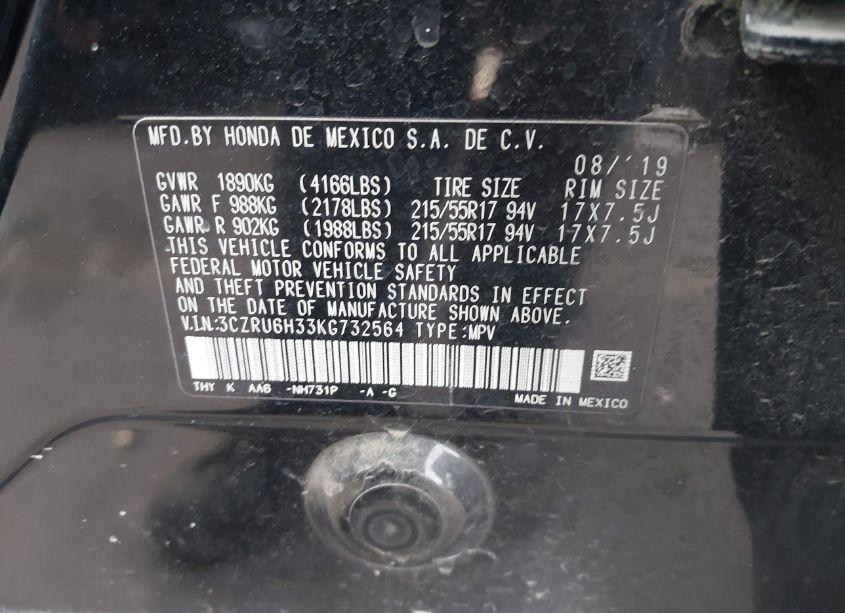 MFD.BY HONDA DE MEXICO S.A. DE C.V.
08/'19
GVWR 1890KG (4166LBS) TIRE SIZE RIM SIZE
GAWR F 988KG (2178LBS) 215/55R17 94V 17X7.5J
GAWR R 902KG (1988LBS) 215/55R17 94V 17X7.5J
THIS VEHICLE CONFORMS TO ALL APPLICABLE
FEDERAL MOTOR VEHICLE SAFETY
AND THEFT PREVENTION STANDARDS IN EFFECT
ON THE DATE OF MANUFACTURE SHOWN ABOVE.
V.I.N:3CZRU6H33KG732564 TYPE:MPV
THY K AA6 -NH731P -A -G
MADE IN MEXICO